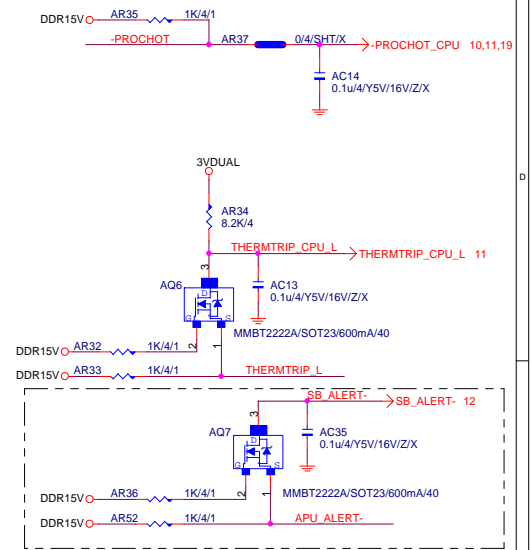 DDR15V AR35 1K/4/1
-PROCHOT AR37 0/4/SHT/X -PROCHOT_CPU 10,11,19
AC14
0.1u/4/Y5V/16V/Z/X
D
3VDUAL
AR34
8.2K/4
THERMTRIP_CPU_L THERMTRIP_CPU_L 11
3
AQ6 D AC13
0.1u/4/Y5V/16V/Z/X
G S
MMBT2222A/SOT23/600mA/40
2 1
DDR15V AR32 1K/4/1
DDR15V AR33 1K/4/1 THERMTRIP_L
SB_ALERT- SB_ALERT- 12
3
AQ7 D AC35
0.1u/4/Y5V/16V/Z/X
G S
2 1 MMBT2222A/SOT23/600mA/40
DDR15V AR36 1K/4/1
DDR15V AR52 1K/4/1 APU_ALERT-